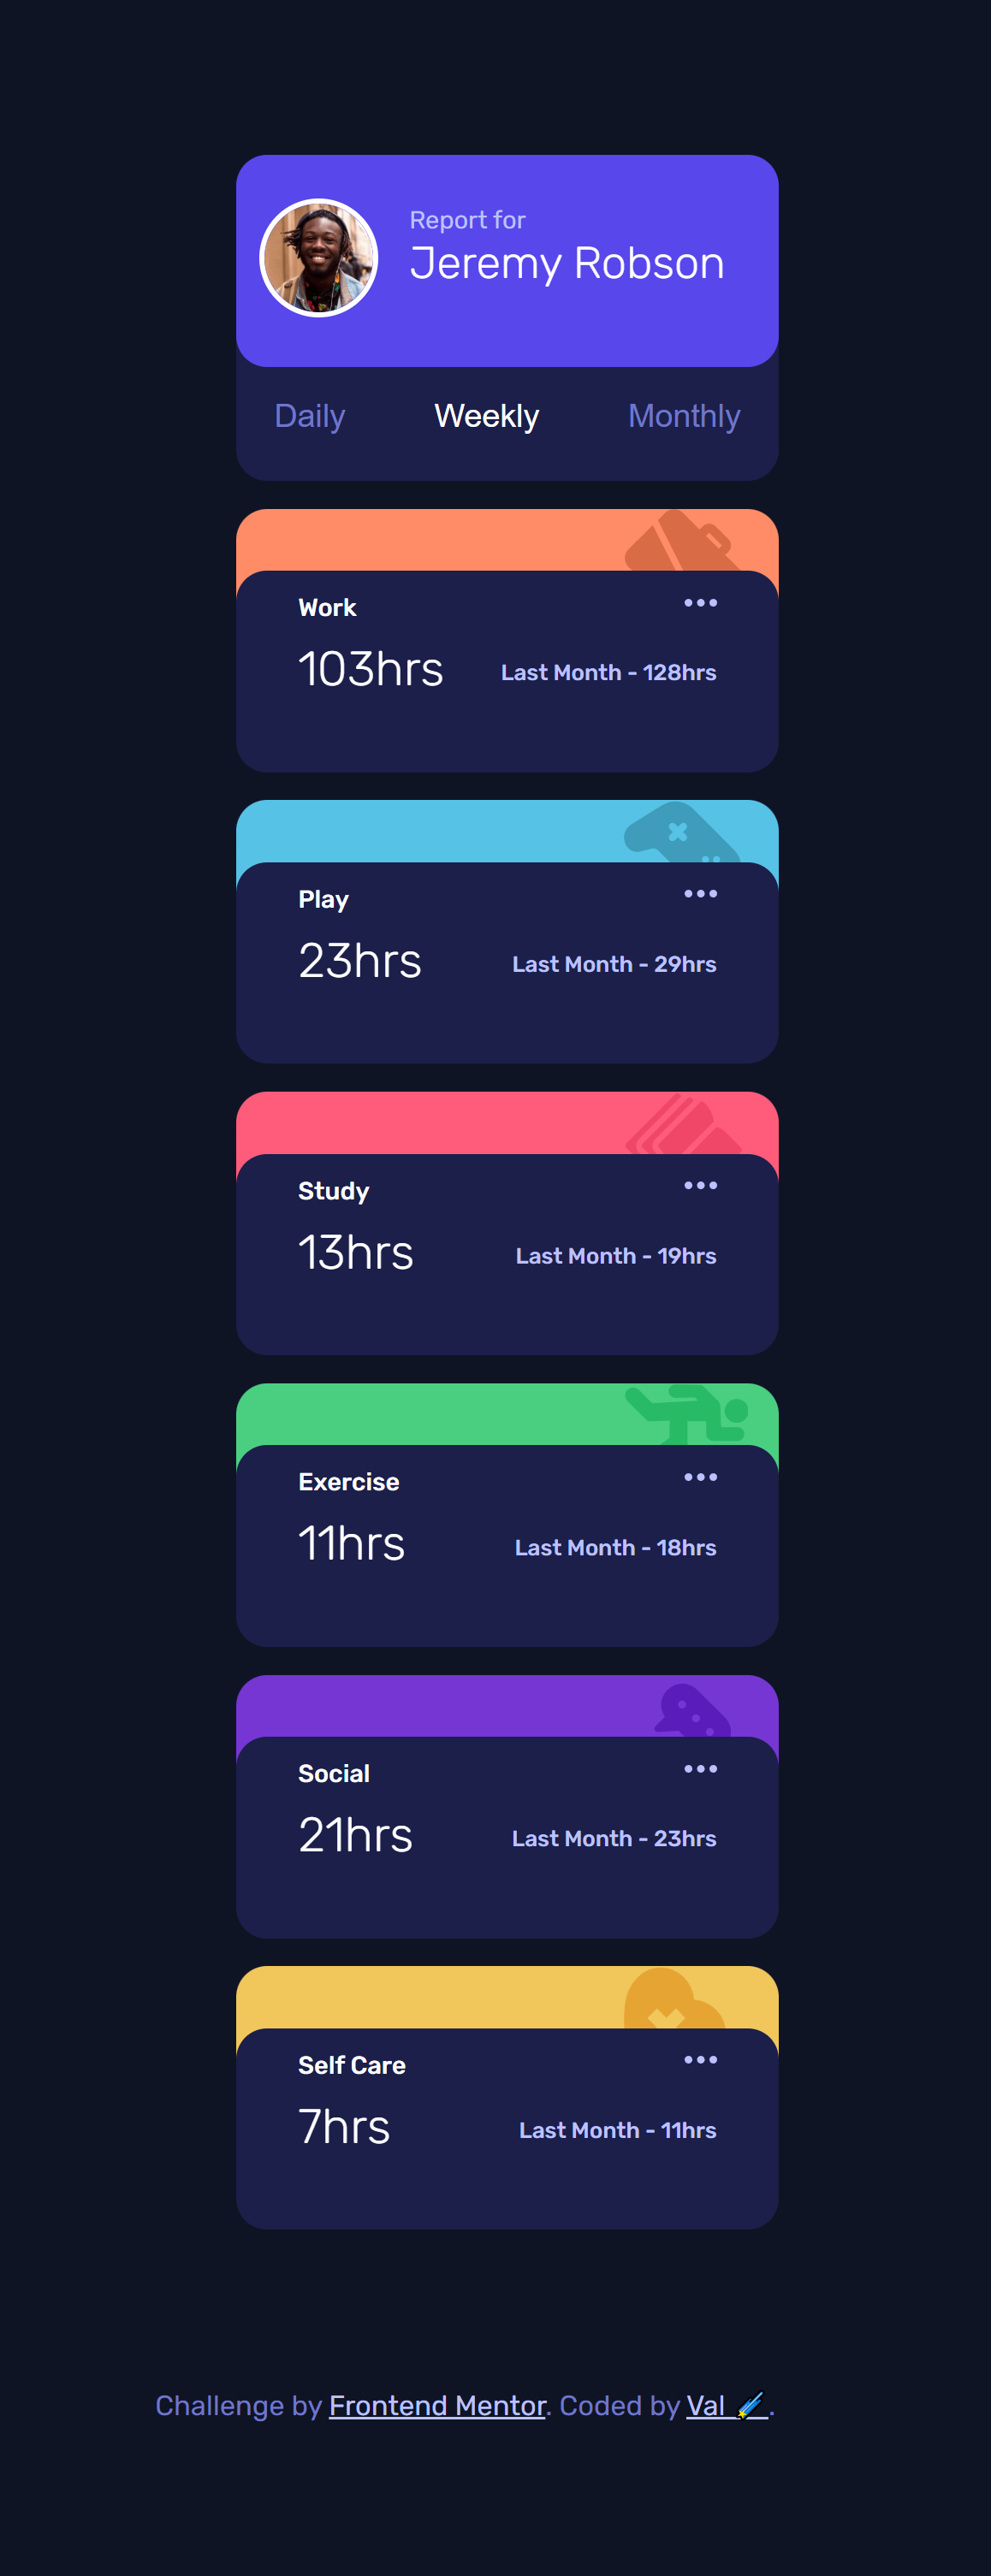 Report for
Jeremy Robson
Daily Weekly Monthly
Work
103hrs Last Month - 128hrs
Play
23hrs Last Month - 29hrs
Study
13hrs Last Month - 19hrs
Exercise
11hrs Last Month - 18hrs
Social
21hrs Last Month - 23hrs
Self Care
7hrs Last Month - 11hrs
Challenge by Frontend Mentor. Coded by Val ☄️.